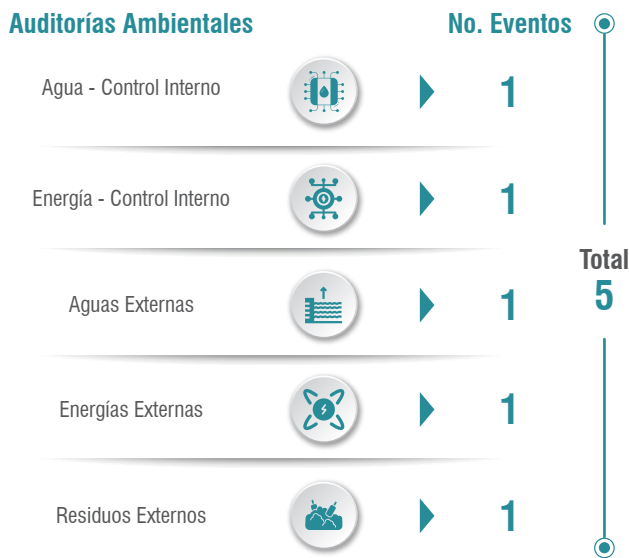 Auditorías Ambientales No. Eventos
Agua - Control Interno 1
Energía - Control Interno 1
Aguas Externas 1
Total
5
Energías Externas 1
Residuos Externos 1